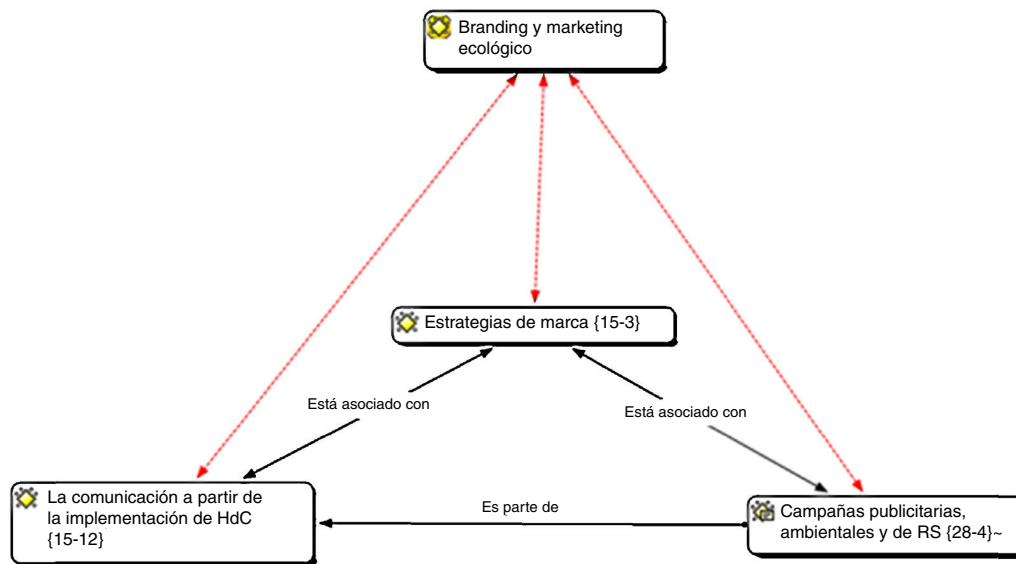 Branding y marketing
ecológico
Estrategias de marca {15-3}
Está asociado con
Está asociado con
La comunicación a partir de
la implementación de HdC
{15-12}
Es parte de
Campañas publicitarias,
ambientales y de RS {28-4}~